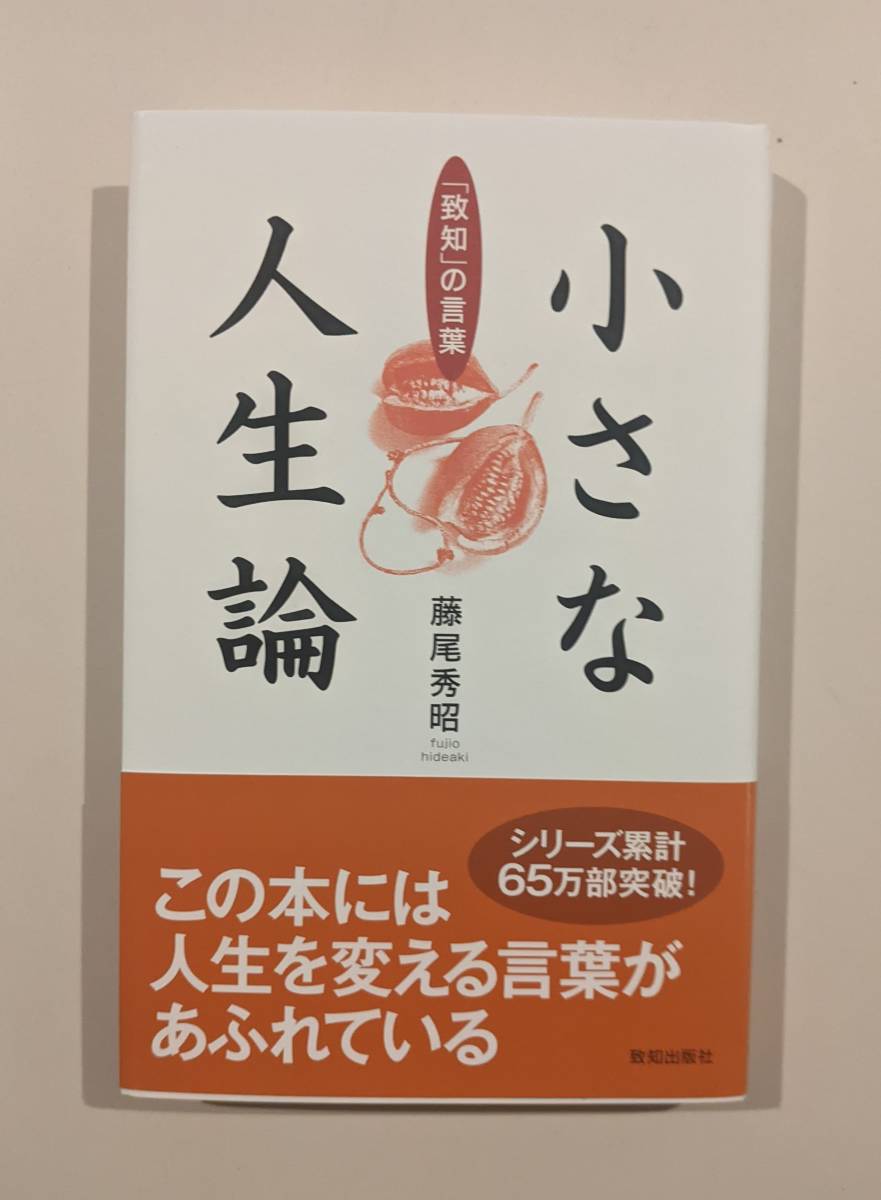 小さな
人生論
「致知」の言葉
藤尾秀昭
fujio
hideaki
シリーズ累計
65万部突破!
この本には
人生を変える言葉が
あふれている
致知出版社